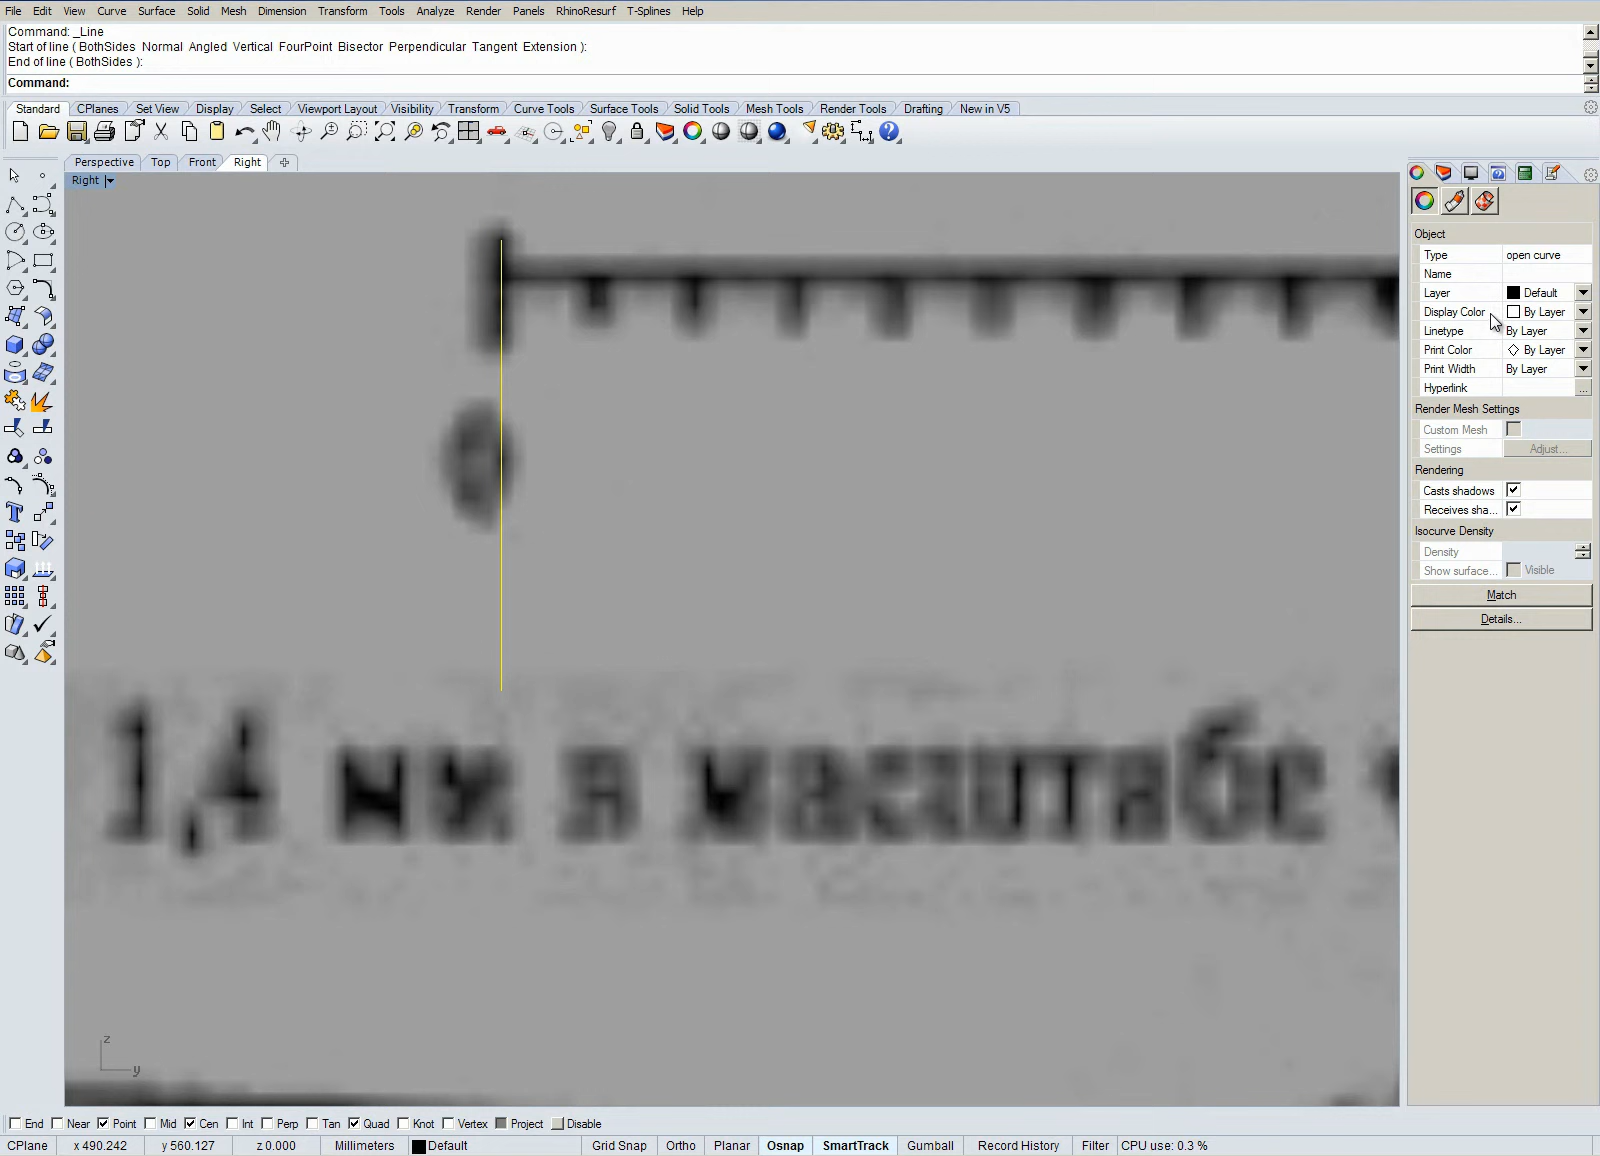 File Edit View Curve Surface Solid Mesh Dimension Transform Tools Analyze Render Panels RhinoResurf T-Splines Help
Command: _Line
Start of line ( BothSides Normal Angled Vertical FourPoint Bisector Perpendicular Tangent Extension ):
End of line ( BothSides ):
Command:
Standard CPlanes Set View Display Select Viewport Layout Visibility Transform Curve Tools Surface Tools Solid Tools Mesh Tools Render Tools Drafting New in V5
Perspective Top Front Right
Right
Object
Type open curve
Name
Layer Default
Display Color By Layer
Linetype By Layer
Print Color By Layer
Print Width By Layer
Hyperlink ...
Render Mesh Settings
Custom Mesh
Settings Adjust...
Rendering
Casts shadows
Receives sha...
Isocurve Density
Density
Show surface... Visible
Match
Details...
1,4 в масштабе
z
y
End Near Point Mid Cen Int Perp Tan Quad Knot Vertex Project Disable
CPlane x 490.242 y 560.127 z 0.000 Millimeters Default Grid Snap Ortho Planar Osnap SmartTrack Gumball Record History Filter CPU use: 0.3 %